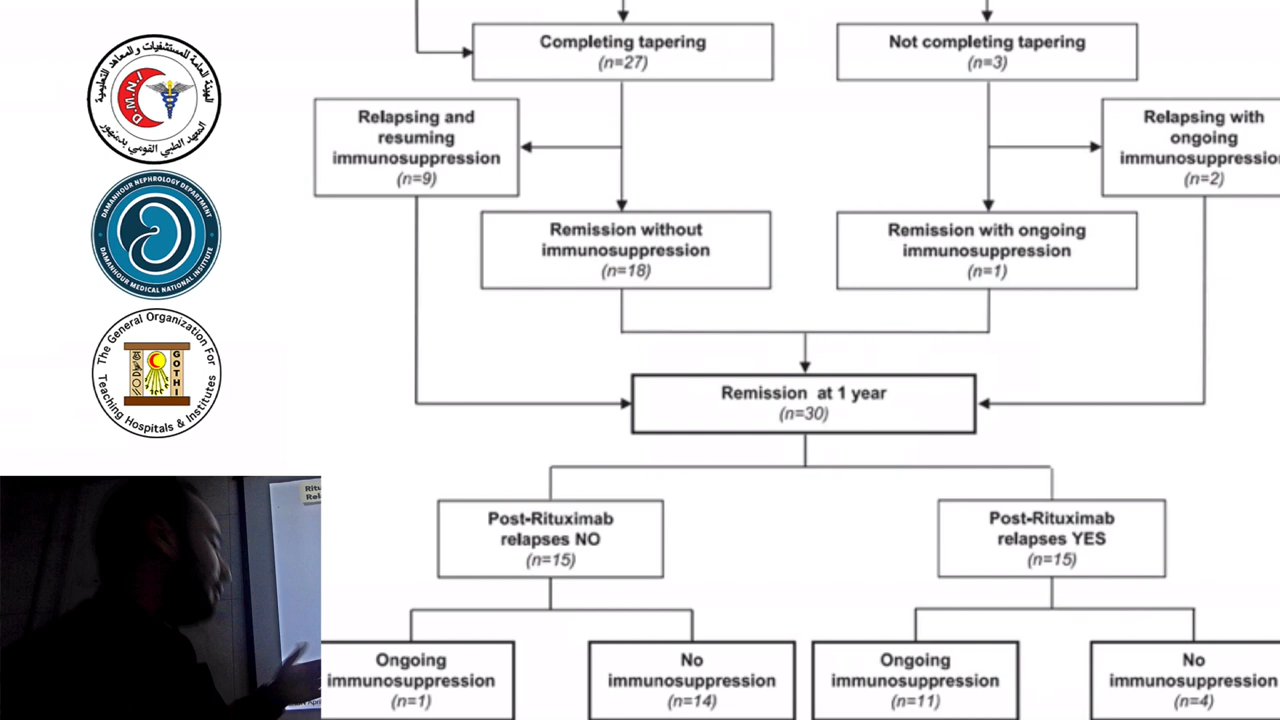 الهيئة العامة للمستشفيات و المعاهد التعليمية
D.M.N.I
المعهد الطبي القومي بدمنهور
DAMANHOUR NEPHROLOGY DEPARTMENT
DAMANHOUR MEDICAL NATIONAL INSTITUTE
The General Organization For
GOTHI
Teaching Hospitals & Institutes
Completing tapering
(n=27)
Not completing tapering
(n=3)
Relapsing and
resuming
immunosuppression
(n=9)
Relapsing with
ongoing
immunosuppression
(n=2)
Remission without
immunosuppression
(n=18)
Remission with ongoing
immunosuppression
(n=1)
Remission at 1 year
(n=30)
Post-Rituximab
relapses NO
(n=15)
Post-Rituximab
relapses YES
(n=15)
Ongoing
immunosuppression
(n=1)
No
immunosuppression
(n=14)
Ongoing
immunosuppression
(n=11)
No
immunosuppression
(n=4)